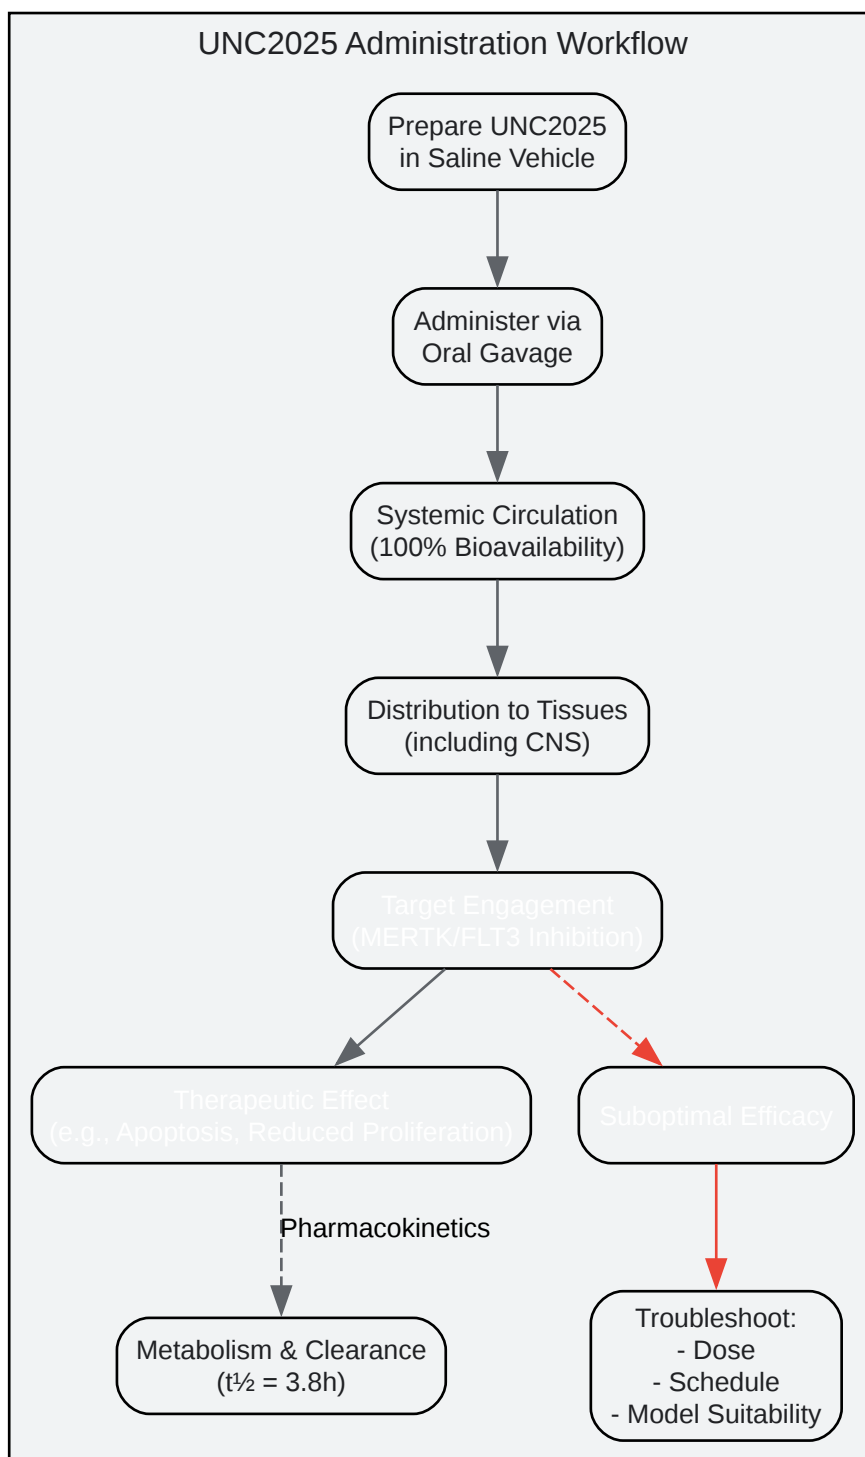 UNC2025 Administration Workflow
Prepare UNC2025
in Saline Vehicle
Administer via
Oral Gavage
Systemic Circulation
(100% Bioavailability)
Distribution to Tissues
(including CNS)
Target Engagement
(MERTK/FLT3 Inhibition)
Therapeutic Effect
(e.g., Apoptosis, Reduced Proliferation)
Suboptimal Efficacy
Pharmacokinetics
Metabolism & Clearance
(t½ = 3.8h)
Troubleshoot:
- Dose
- Schedule
- Model Suitability